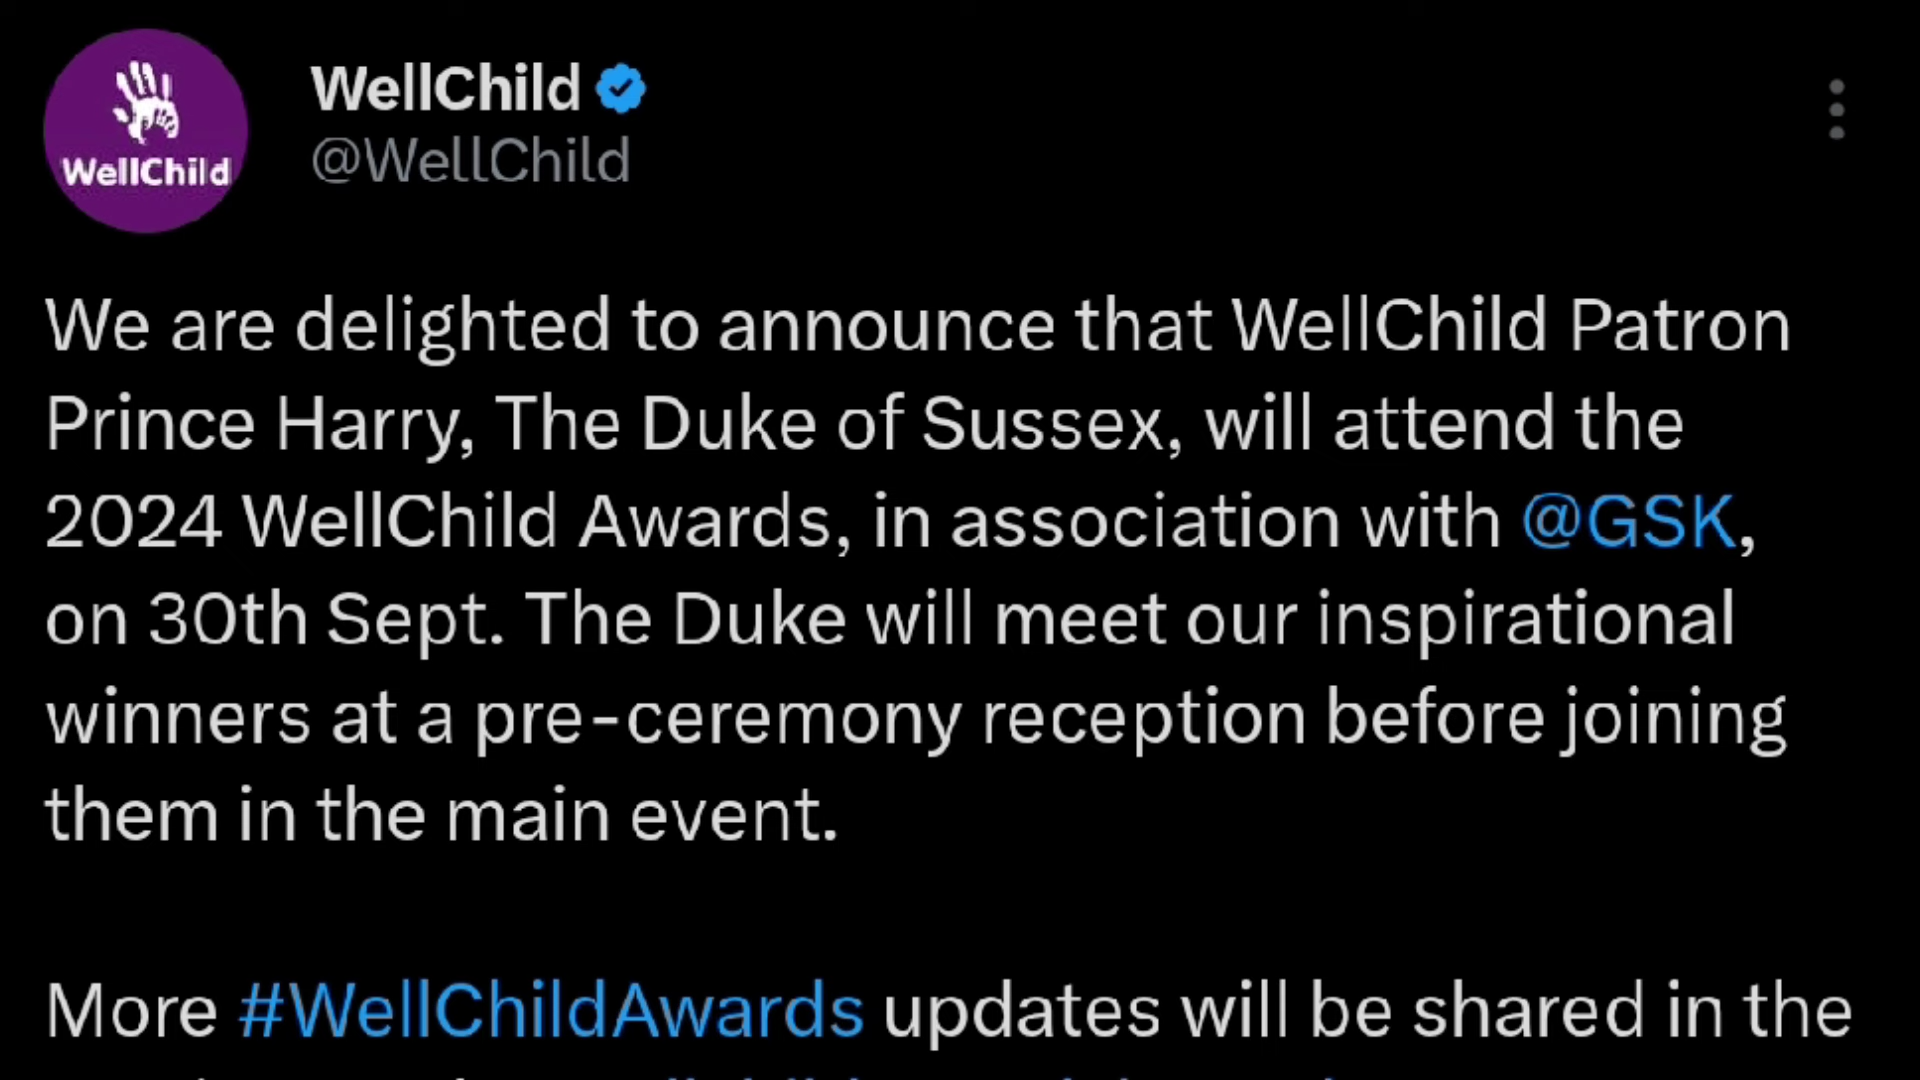 WellChild
WellChild
@WellChild
We are delighted to announce that WellChild Patron
Prince Harry, The Duke of Sussex, will attend the
2024 WellChild Awards, in association with @GSK,
on 30th Sept. The Duke will meet our inspirational
winners at a pre-ceremony reception before joining
them in the main event.
More #WellChildAwards updates will be shared in the